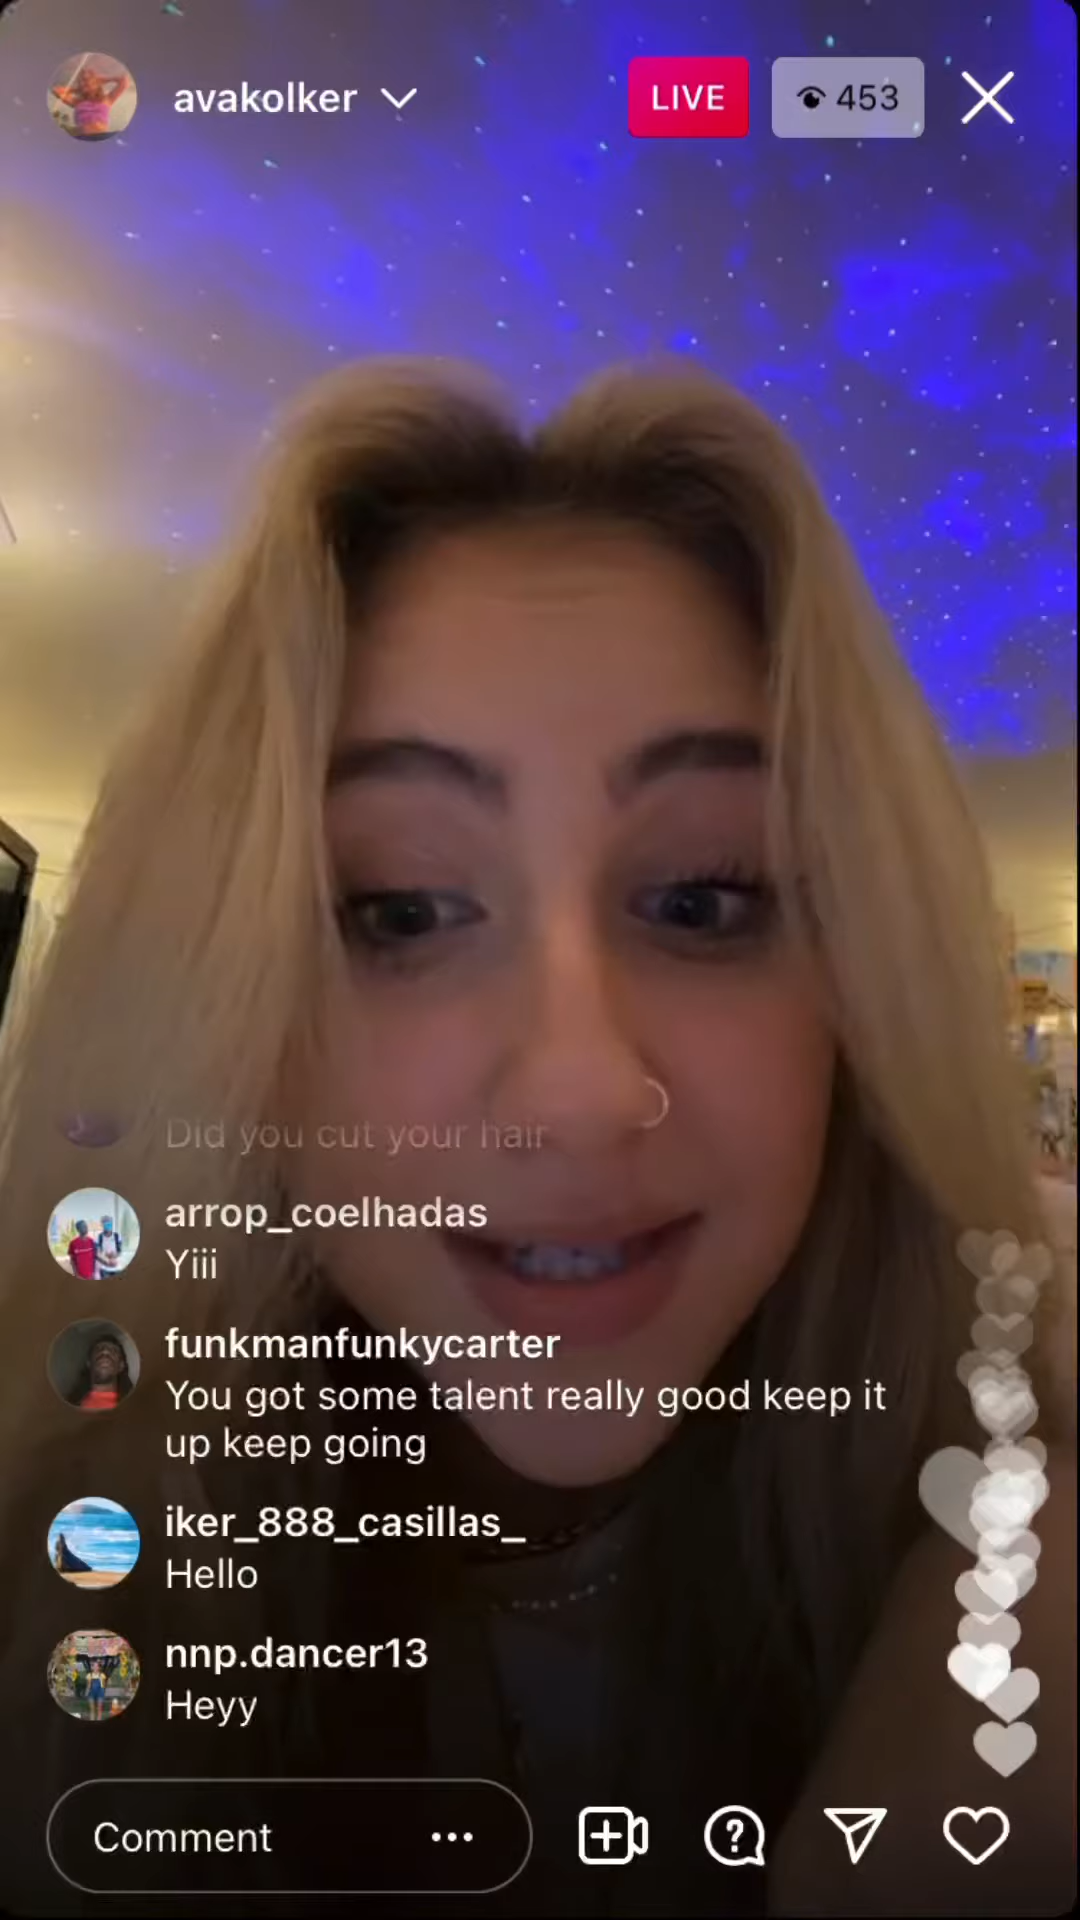 avakolker
LIVE
453
Did you cut your hair
arrop_coelhadas
Yiii
funkmanfunkycarter
You got some talent really good keep it
up keep going
iker_888_casillas_
Hello
nnp.dancer13
Heyy
Comment